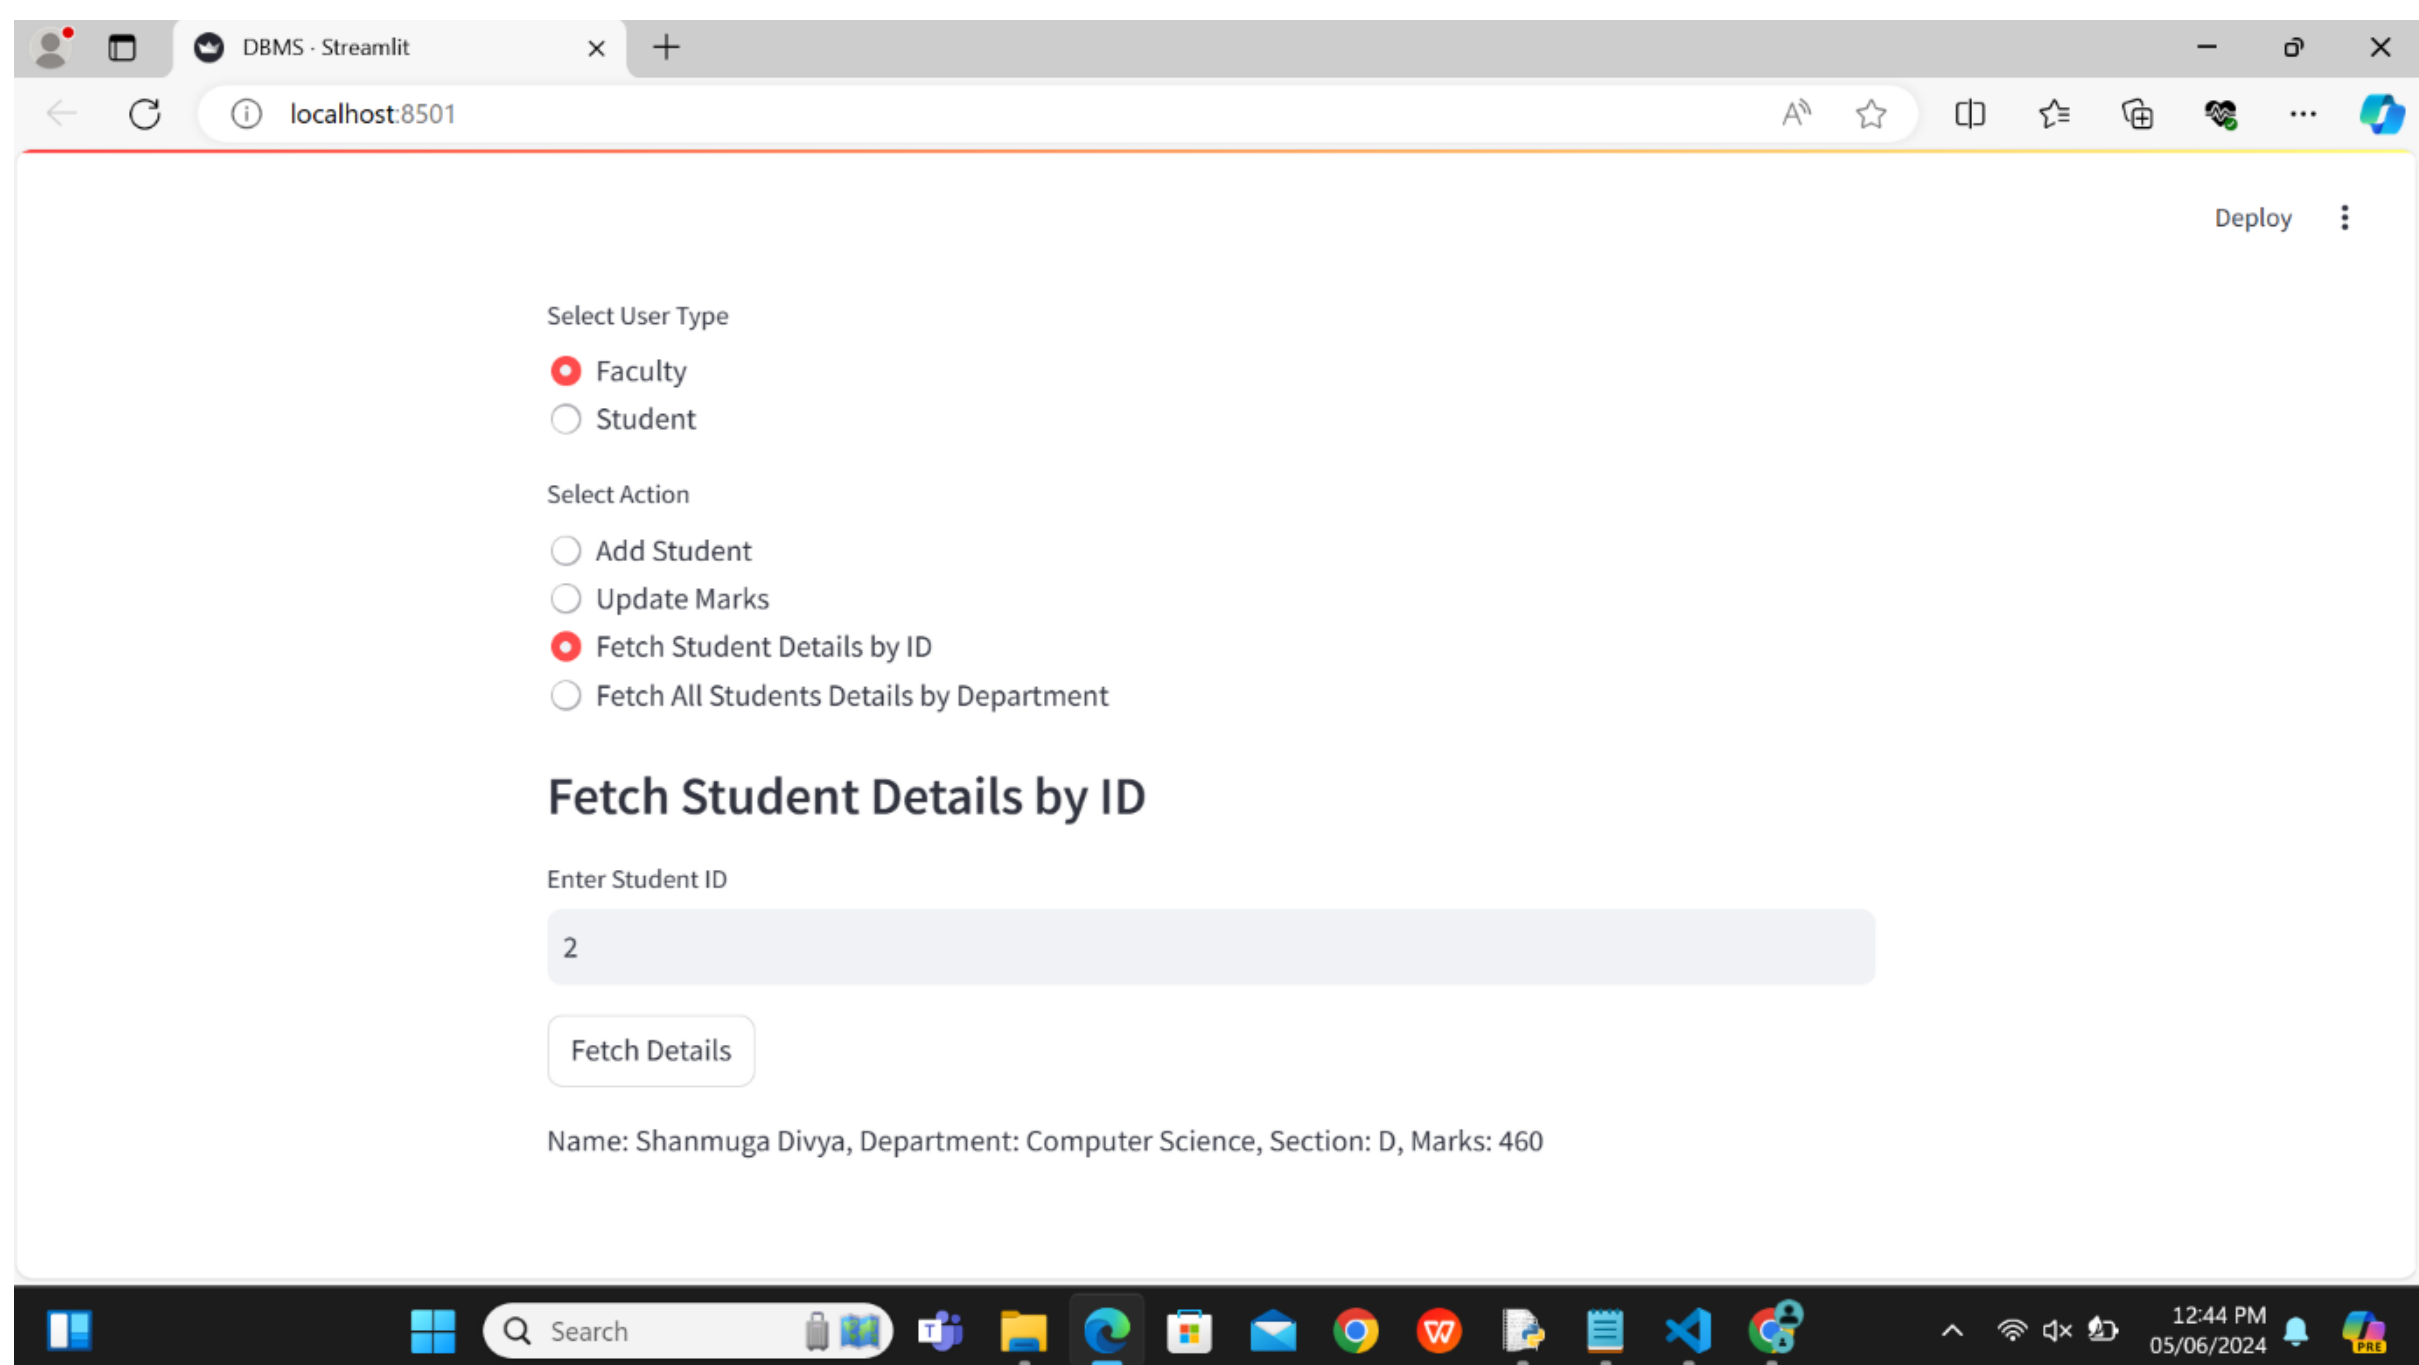 DBMS · Streamlit
localhost:8501
Deploy
Select User Type
Faculty
Student
Select Action
Add Student
Update Marks
Fetch Student Details by ID
Fetch All Students Details by Department
Fetch Student Details by ID
Enter Student ID
2
Fetch Details
Name: Shanmuga Divya, Department: Computer Science, Section: D, Marks: 460
Search
12:44 PM
05/06/2024
PRE